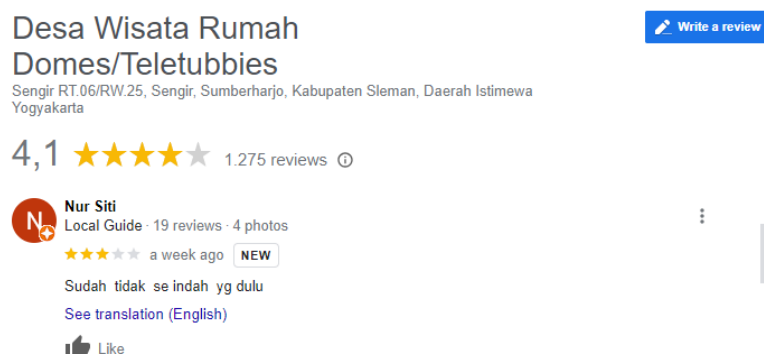 Desa Wisata Rumah
Domes/Teletubbies
Write a review
Sengir RT.06/RW.25, Sengir, Sumberharjo, Kabupaten Sleman, Daerah Istimewa
Yogyakarta
4,1 1.275 reviews
N
Nur Siti
Local Guide · 19 reviews · 4 photos
a week ago NEW
Sudah tidak se indah yg dulu
See translation (English)
Like